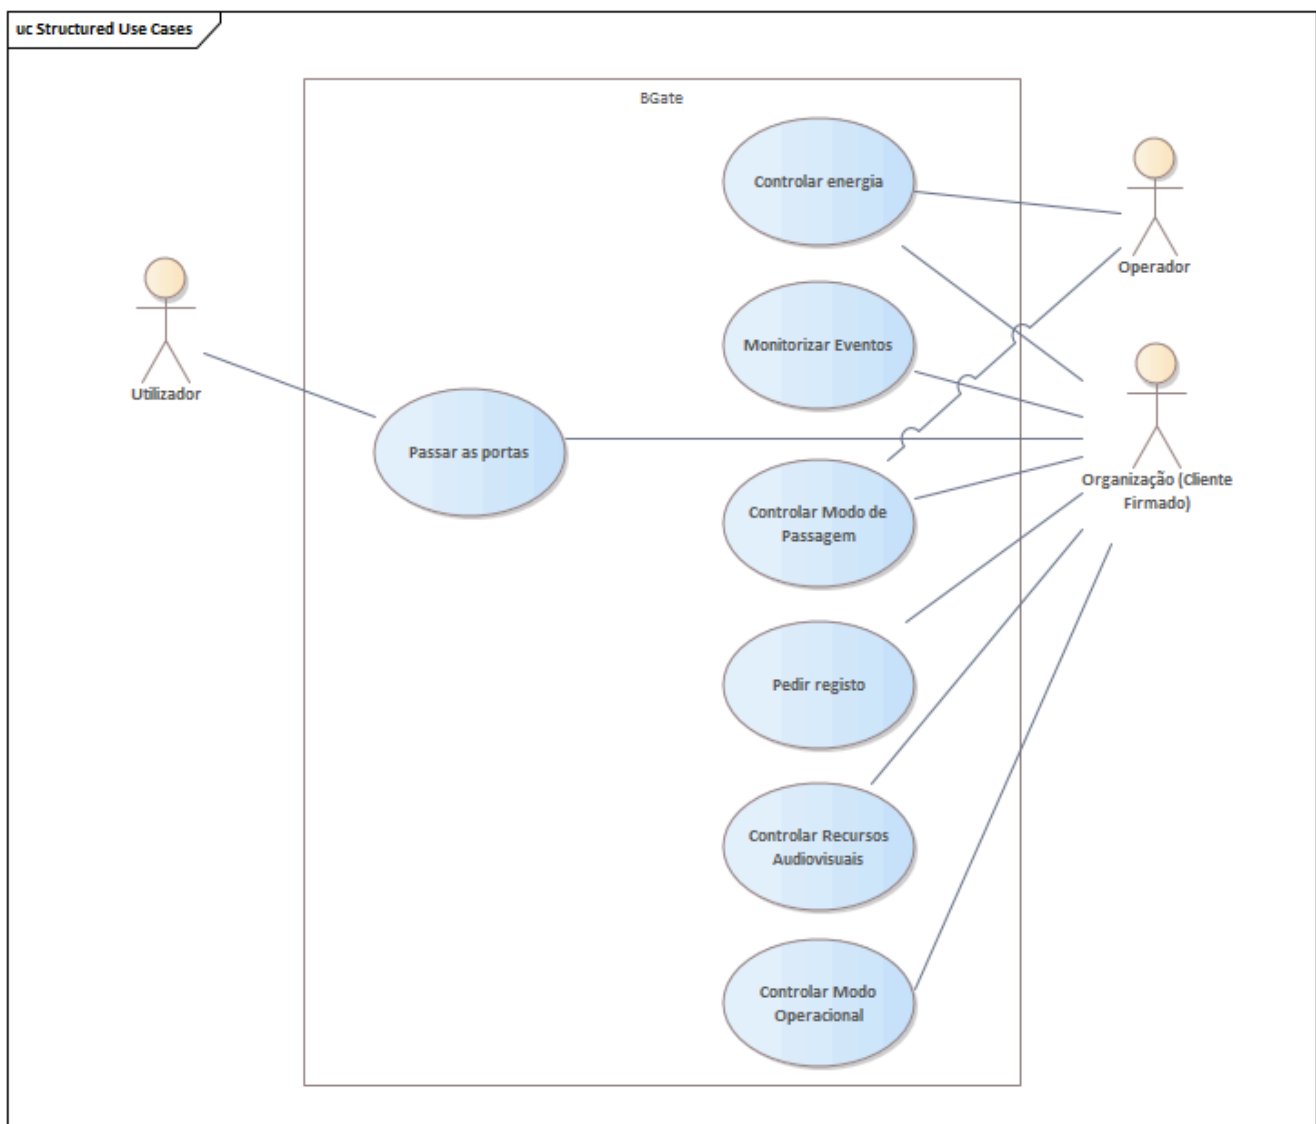 uc Structured Use Cases
BGate
Controlar energia
Operador
Monitorizar Eventos
Utilizador
Passar as portas
Organização (Cliente
Firmado)
Controlar Modo de
Passagem
Pedir registo
Controlar Recursos
Audiovisuais
Controlar Modo
Operacional